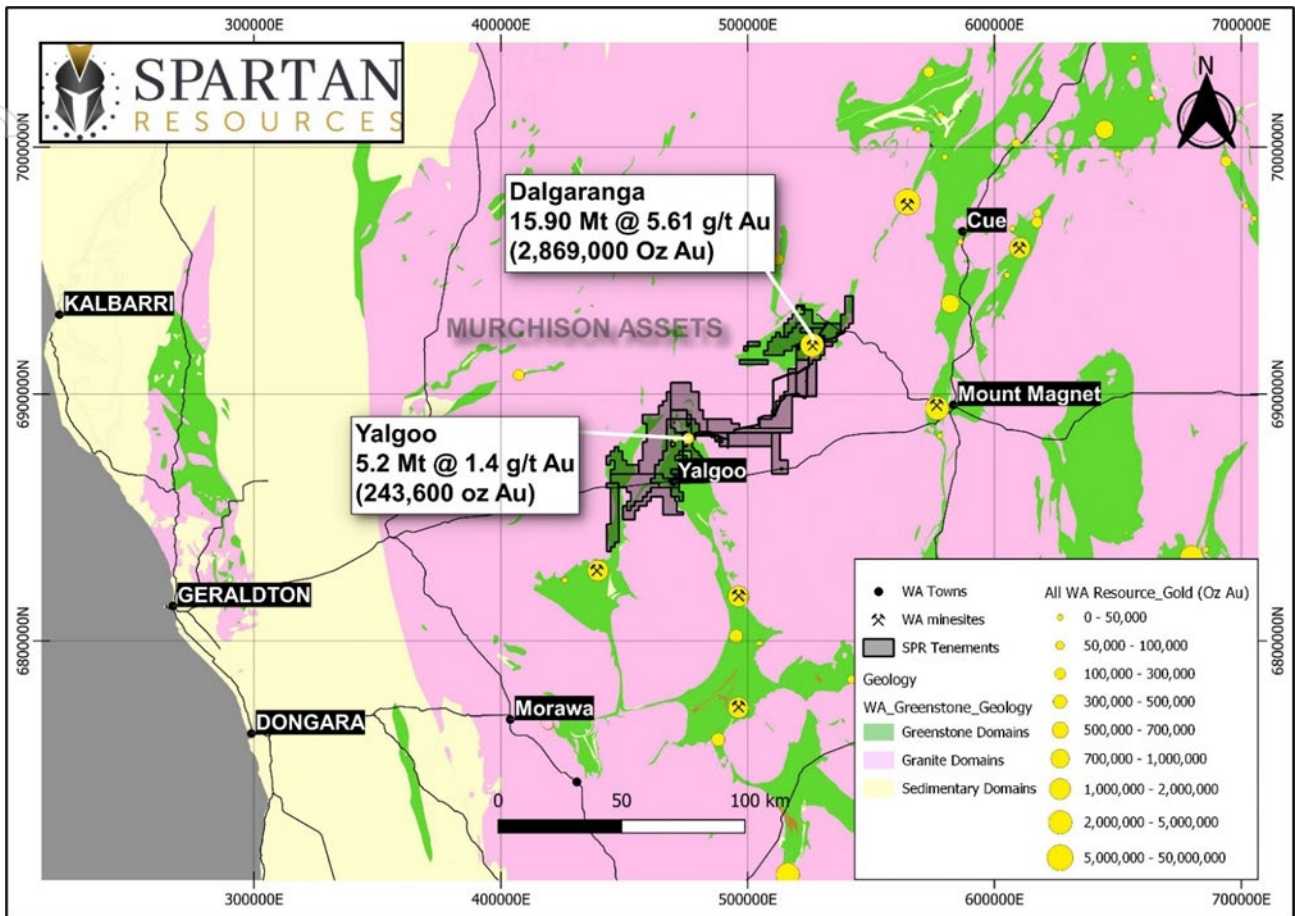 300000E
400000E
500000E
600000E
700000E
SPARTAN
RESOURCES
N
7000000N
7000000N
Dalgaranga
15.90 Mt @ 5.61 g/t Au
(2,869,000 Oz Au)
Cue
KALBARRI
MURCHISON ASSETS
6900000N
6900000N
Mount Magnet
Yalgoo
5.2 Mt @ 1.4 g/t Au
(243,600 oz Au)
Yalgoo
GERALDTON
6800000N
6800000N
DONGARA
Morawa
0 50 100 km
WA Towns
WA minesites
SPR Tenements
Geology
WA_Greenstone_Geology
Greenstone Domains
Granite Domains
Sedimentary Domains
All WA Resource_Gold (Oz Au)
0 - 50,000
50,000 - 100,000
100,000 - 300,000
300,000 - 500,000
500,000 - 700,000
700,000 - 1,000,000
1,000,000 - 2,000,000
2,000,000 - 5,000,000
5,000,000 - 50,000,000
300000E
400000E
500000E
600000E
700000E